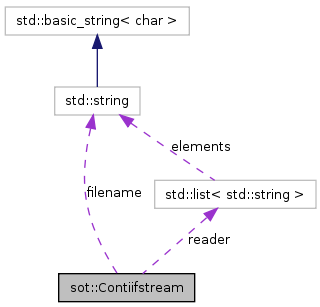 std::basic_string< char >
std::string
elements
std::list< std::string >
filename
reader
sot::Contiifstream